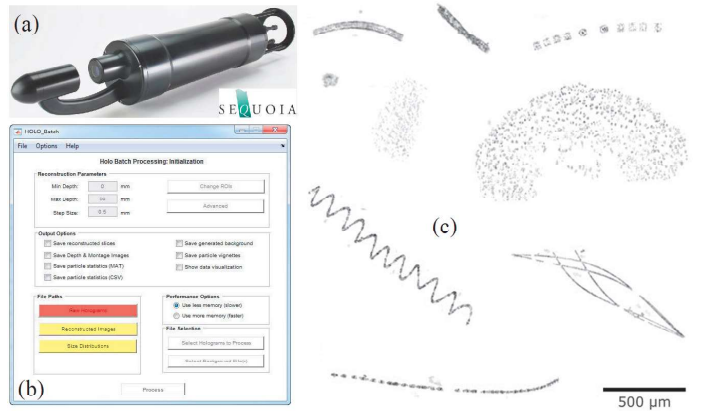 (a)
SEQUOIA
HOLO_Batch
File Options Help
Holo Batch Processing: Initialization
Reconstruction Parameters
Min Depth: 0 mm
Change ROIs
Max Depth: mm
Advanced
Step Size: 0.5 mm
Output Options
Save reconstructed slices
Save generated background
Save Depth & Montage Images
Save particle vignettes
Save particle statistics (MAT)
Show data visualization
Save particle statistics (CSV)
File Paths
Performance Options
Use less memory (slower)
Raw Holograms
Use more memory (faster)
Reconstructed Images
File Selection
Size Distributions
Select Holograms to Process
(b)
Process
(c)
500 µm